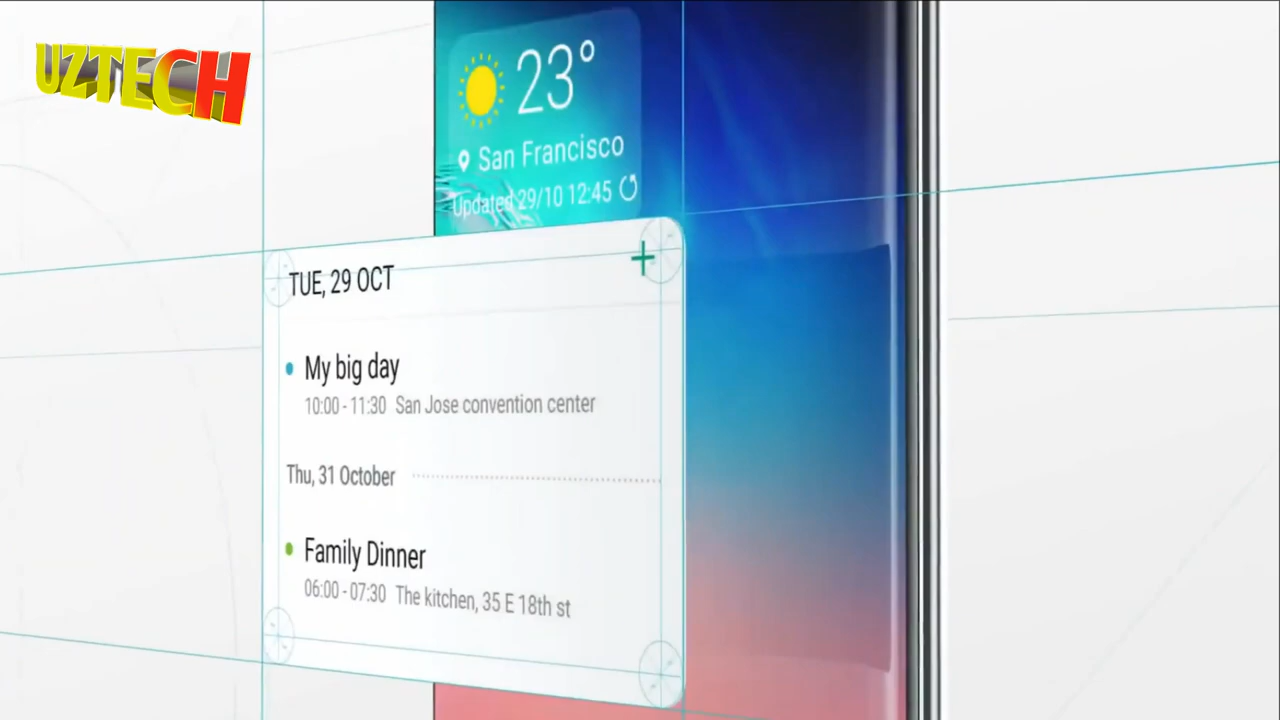 UZTECH
23°
San Francisco
Updated 29/10 12:45
TUE, 29 OCT
My big day
10:00 - 11:30 San Jose convention center
Thu, 31 October
Family Dinner
06:00 - 07:30 The kitchen, 35 E 18th st